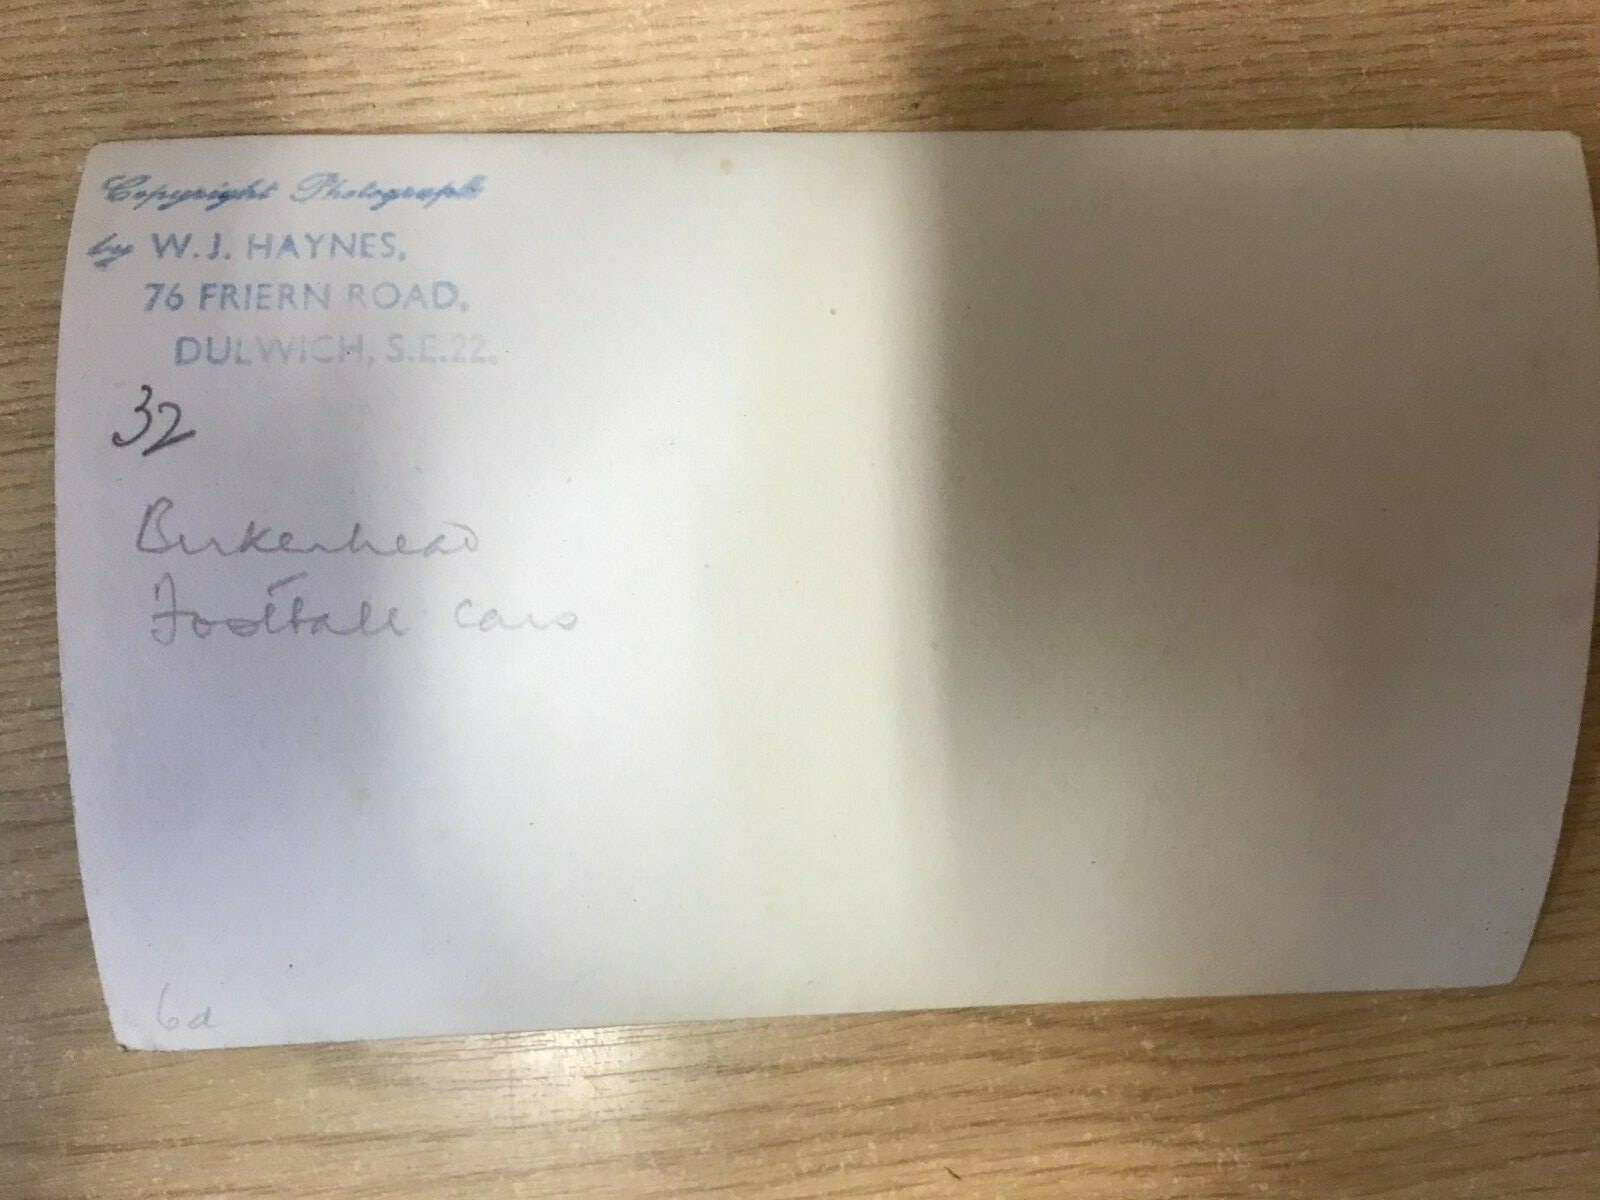 Copyright Photograph
by W.J. HAYNES,
76 FRIERN ROAD,
DULWICH, S.E.22.
32
Birkenhead
Football cars
6d